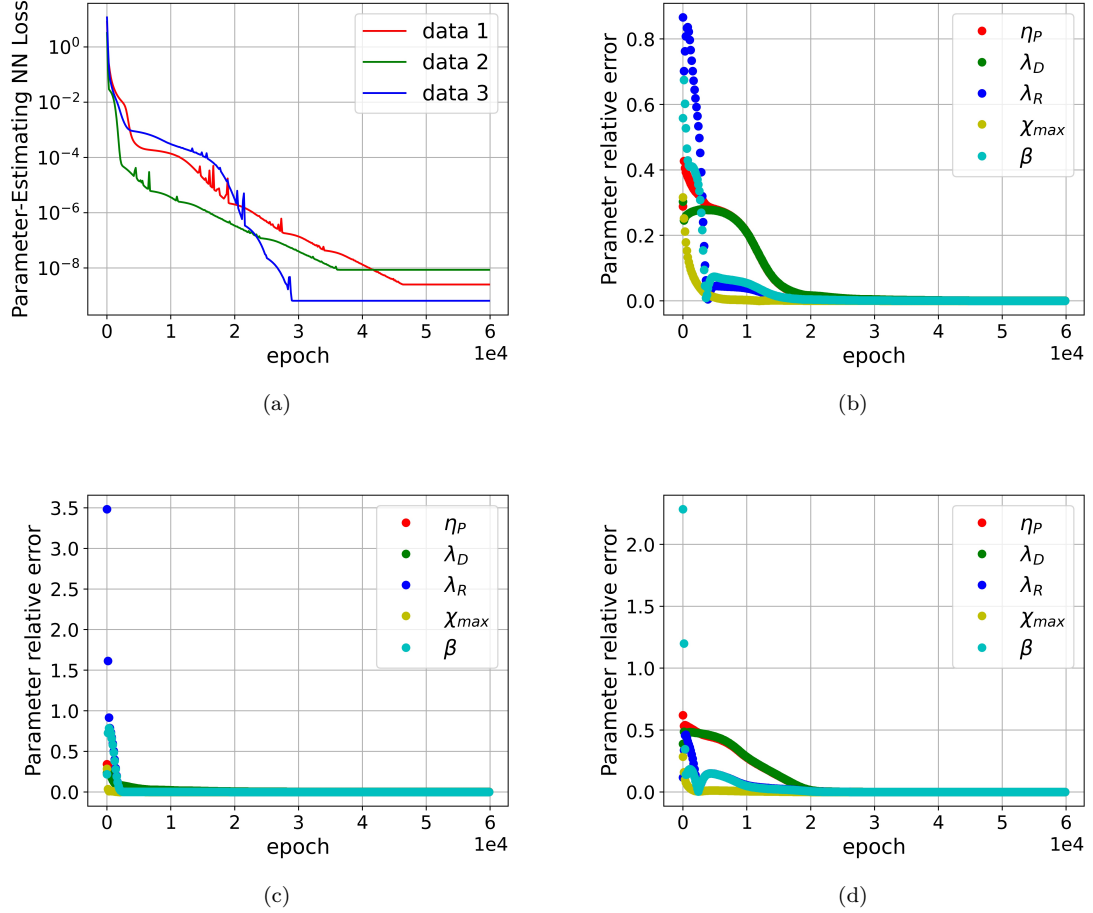 Parameter-Estimating NN Loss
10^0
10^-2
10^-4
10^-6
10^-8
data 1
data 2
data 3
0 1 2 3 4 5 6
1e4
epoch
(a)
Parameter relative error
0.8
0.6
0.4
0.2
0.0
η_P
λ_D
λ_R
χ_max
β
0 1 2 3 4 5 6
1e4
epoch
(b)
Parameter relative error
3.5
3.0
2.5
2.0
1.5
1.0
0.5
0.0
η_P
λ_D
λ_R
χ_max
β
0 1 2 3 4 5 6
1e4
epoch
(c)
Parameter relative error
2.0
1.5
1.0
0.5
0.0
η_P
λ_D
λ_R
χ_max
β
0 1 2 3 4 5 6
1e4
epoch
(d)